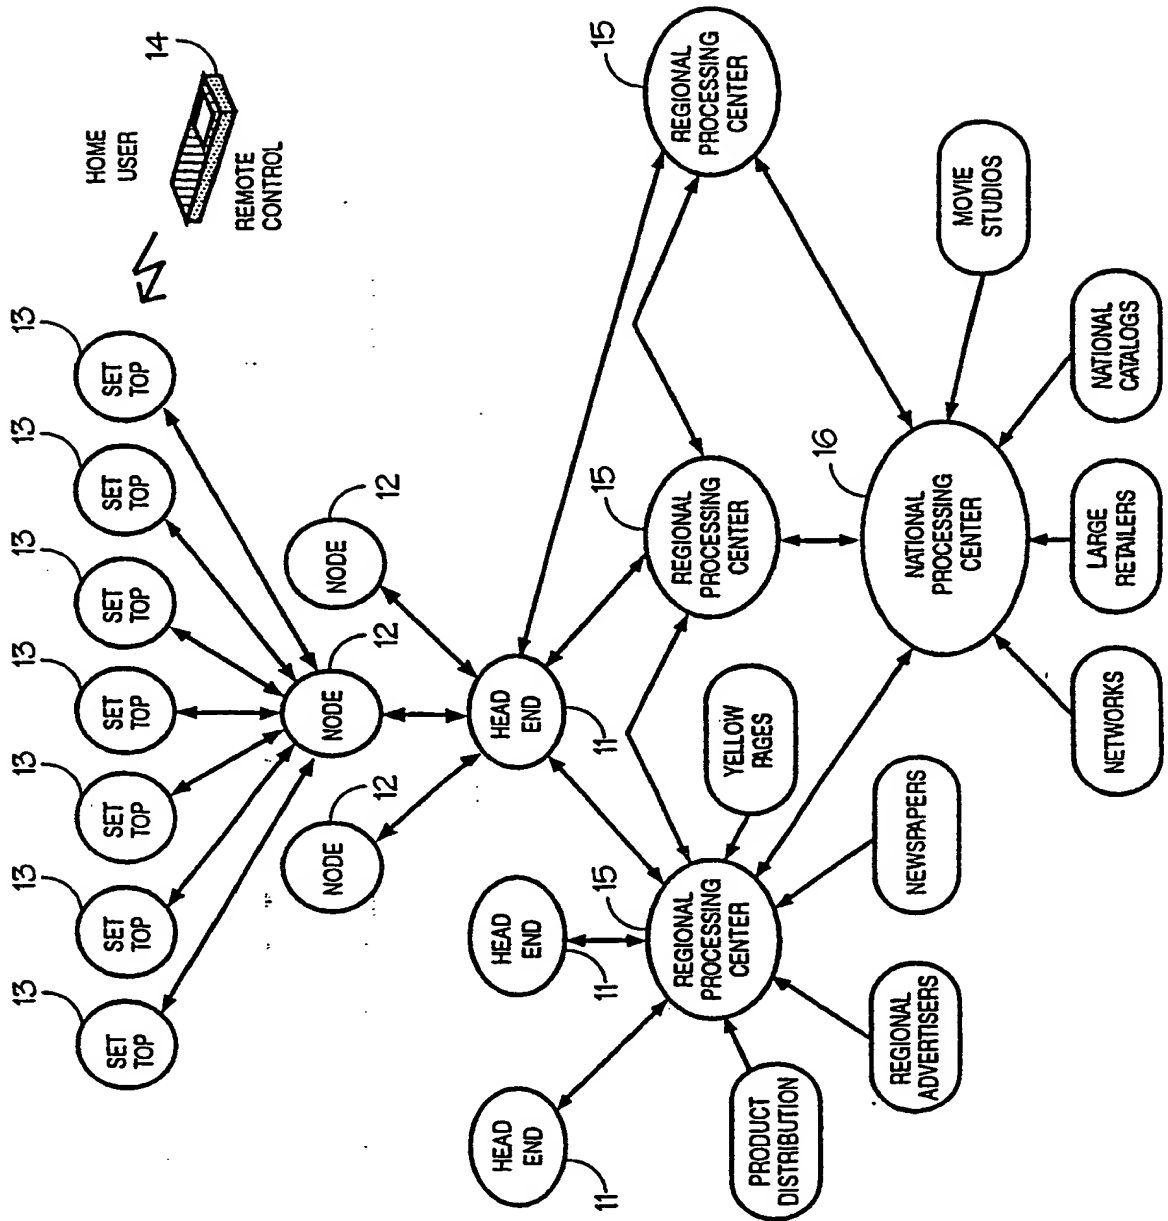 13
13
13
13
13
13
13
SET
TOP
SET
TOP
SET
TOP
SET
TOP
SET
TOP
SET
TOP
SET
TOP
HOME
USER
14
REMOTE
CONTROL
12
12
12
NODE
NODE
NODE
HEAD
END
11
HEAD
END
11
HEAD
END
11
15
REGIONAL
PROCESSING
CENTER
15
REGIONAL
PROCESSING
CENTER
15
REGIONAL
PROCESSING
CENTER
YELLOW
PAGES
PRODUCT
DISTRIBUTION
REGIONAL
ADVERTISERS
NEWSPAPERS
16
NATIONAL
PROCESSING
CENTER
NETWORKS
LARGE
RETAILERS
NATIONAL
CATALOGS
MOVIE
STUDIOS